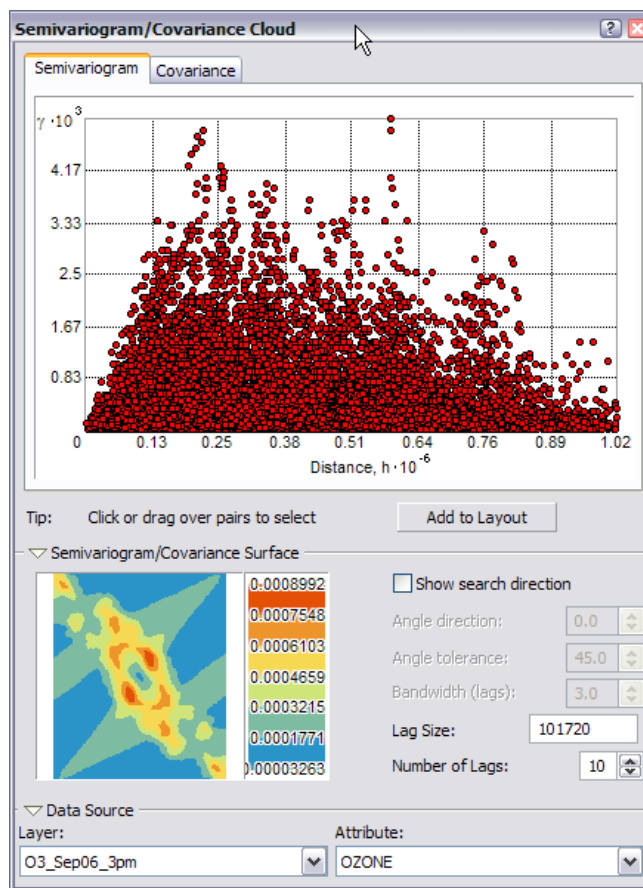 Semivariogram/Covariance Cloud
Semivariogram
Covariance
γ·10³
4.17
3.33
2.5
1.67
0.83
0 0.13 0.25 0.38 0.51 0.64 0.76 0.89 1.02
Distance, h·10⁻⁶
Tip: Click or drag over pairs to select
Add to Layout
Semivariogram/Covariance Surface
0.0008992
0.0007548
0.0006103
0.0004659
0.0003215
0.0001771
0.00003263
Show search direction
Angle direction: 0.0
Angle tolerance: 45.0
Bandwidth (lags): 3.0
Lag Size: 101720
Number of Lags: 10
Data Source
Layer: Attribute:
O3_Sep06_3pm OZONE